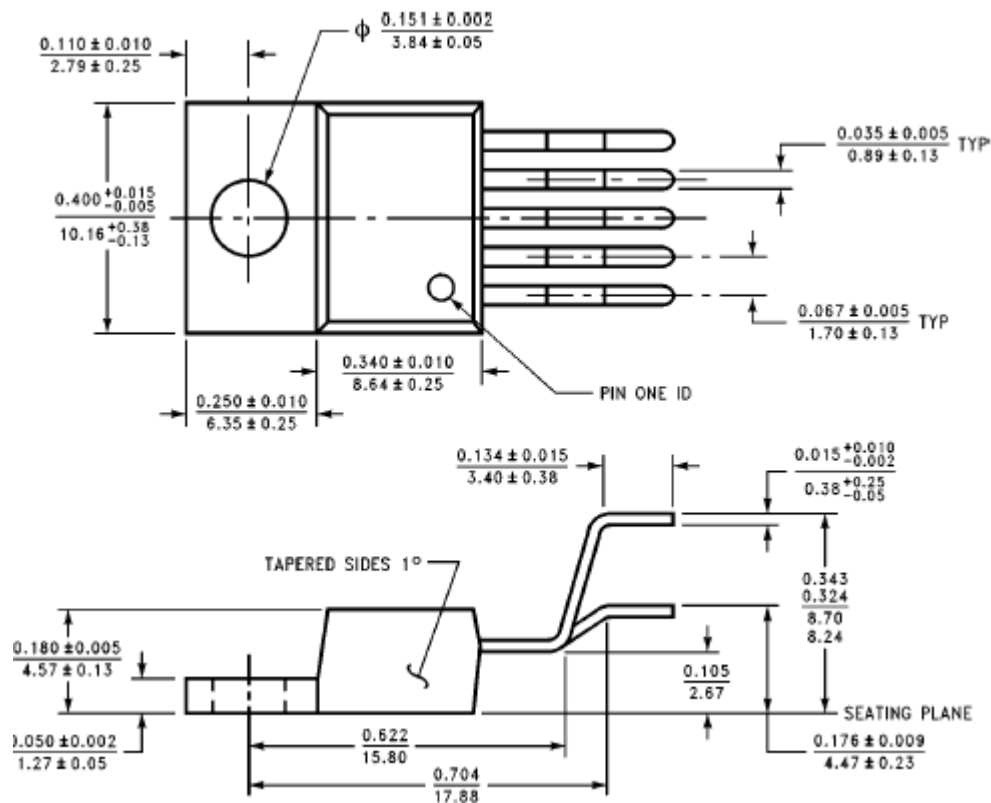 ϕ 0.151 ± 0.002
3.84 ± 0.05
0.110 ± 0.010
2.79 ± 0.25
0.035 ± 0.005 TYP
0.89 ± 0.13
0.400 +0.015 -0.005
10.16 +0.38 -0.13
0.067 ± 0.005 TYP
1.70 ± 0.13
0.340 ± 0.010
8.64 ± 0.25
PIN ONE ID
0.250 ± 0.010
6.35 ± 0.25
0.134 ± 0.015
3.40 ± 0.38
0.015 +0.010 -0.002
0.38 +0.25 -0.05
TAPERED SIDES 1°
0.343
0.324
8.70
8.24
0.180 ± 0.005
4.57 ± 0.13
0.105
2.67
SEATING PLANE
0.050 ± 0.002
1.27 ± 0.05
0.622
15.80
0.176 ± 0.009
4.47 ± 0.23
0.704
17.88